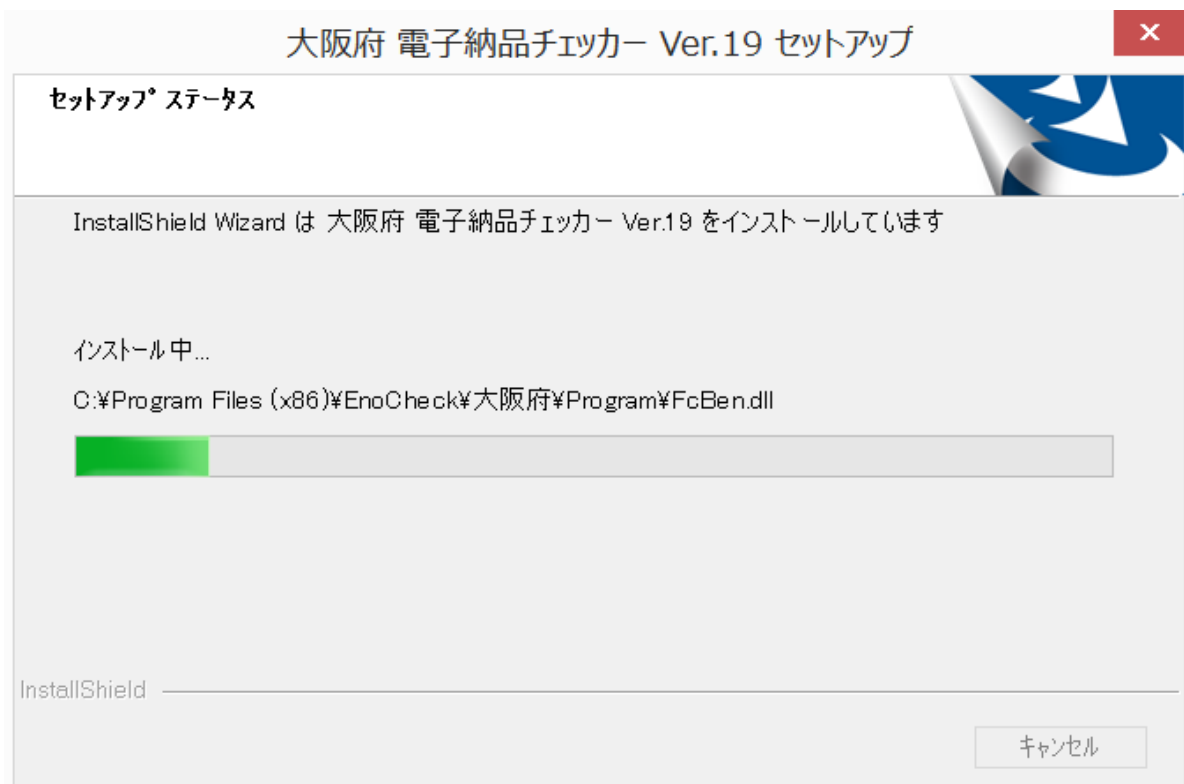 大阪府 電子納品チェッカー Ver.19 セットアップ
セットアップ ステータス
InstallShield Wizard は 大阪府 電子納品チェッカー Ver.19 をインストールしています
インストール中...
C:¥Program Files (x86)¥EnoCheck¥大阪府¥Program¥FcBen.dll
InstallShield
キャンセル